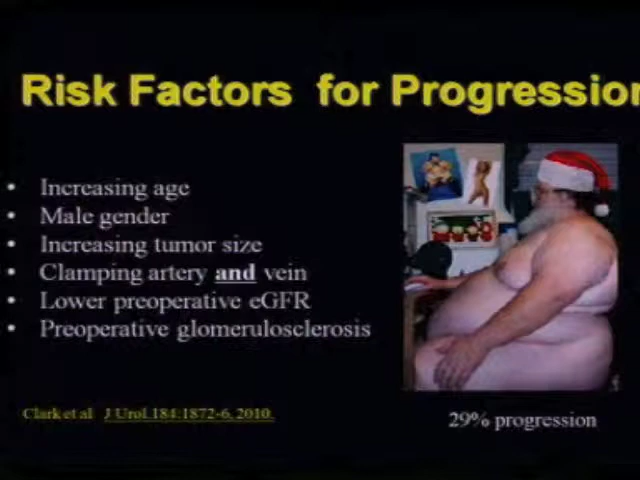 Risk Factors for Progression
• Increasing age
• Male gender
• Increasing tumor size
• Clamping artery and vein
• Lower preoperative eGFR
• Preoperative glomerulosclerosis
Clark et al J Urol.184:1872-6, 2010.
29% progression